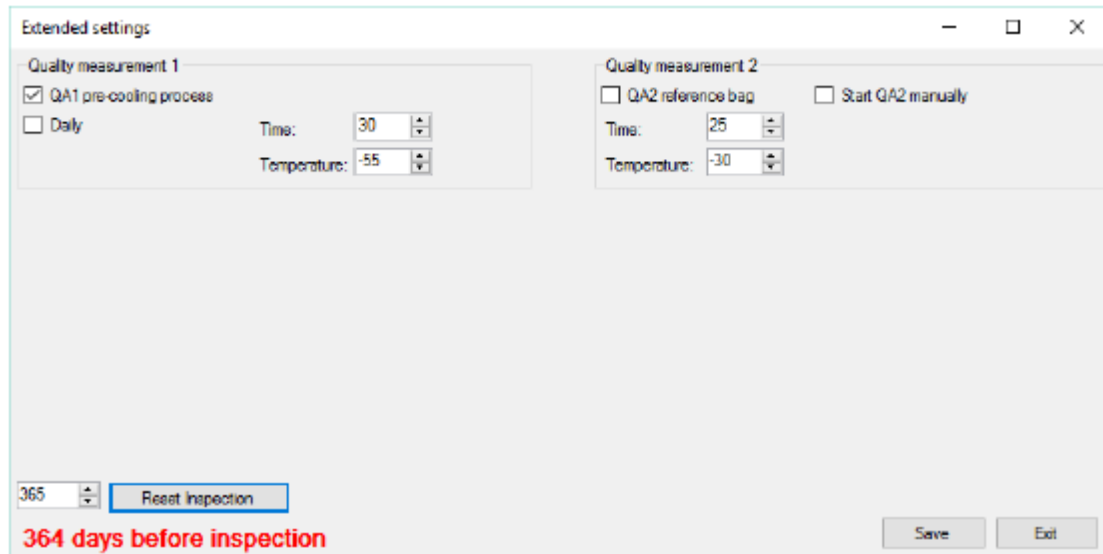 Extended settings
Quality measurement 1
QA1 pre-cooling process
Daily
Time: 30
Temperature: -55
Quality measurement 2
QA2 reference bag
Start QA2 manually
Time: 25
Temperature: -30
365
Reset Inspection
364 days before inspection
Save
Exit